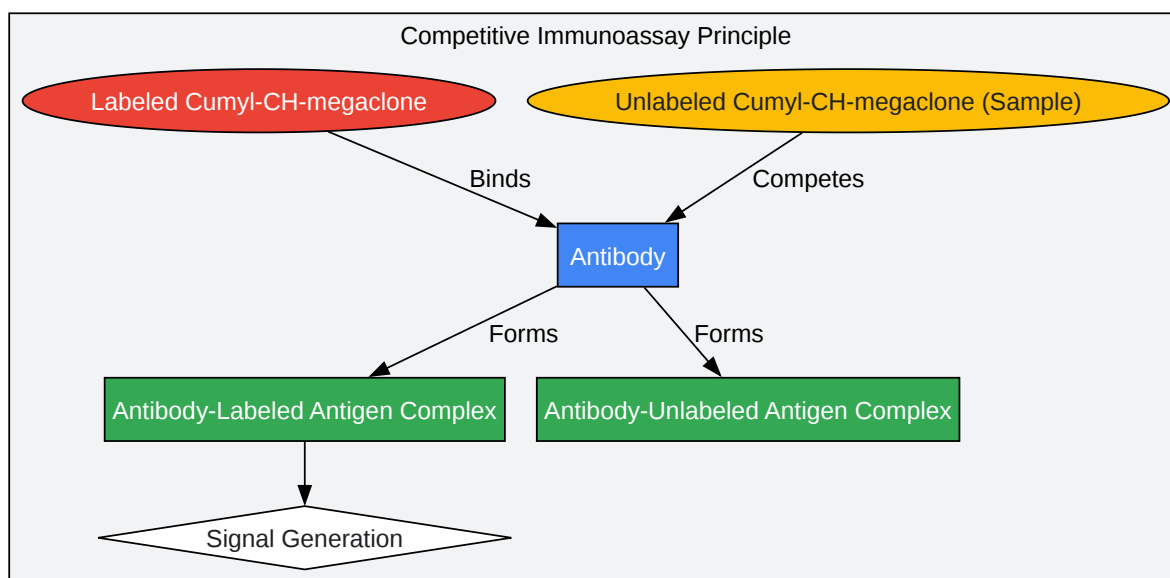 Competitive Immunoassay Principle
Labeled Cumyl-CH-megaclone
Unlabeled Cumyl-CH-megaclone (Sample)
Binds
Competes
Antibody
Forms
Forms
Antibody-Labeled Antigen Complex
Antibody-Unlabeled Antigen Complex
Signal Generation